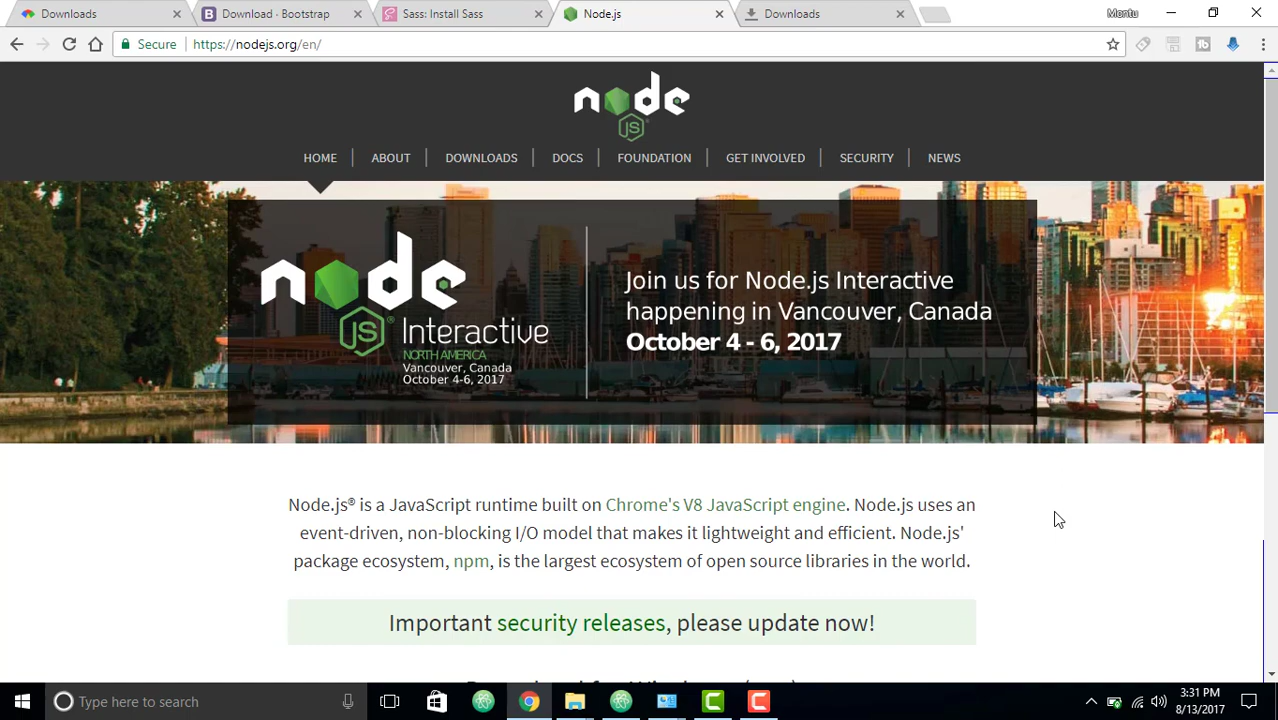 Downloads
Download · Bootstrap
Sass: Install Sass
Node.js
Downloads
Montu
Secure https://nodejs.org/en/
node
JS
HOME
ABOUT
DOWNLOADS
DOCS
FOUNDATION
GET INVOLVED
SECURITY
NEWS
node
JS Interactive
NORTH AMERICA
Vancouver, Canada
October 4-6, 2017
Join us for Node.js Interactive
happening in Vancouver, Canada
October 4 - 6, 2017
Node.js® is a JavaScript runtime built on Chrome's V8 JavaScript engine. Node.js uses an
event-driven, non-blocking I/O model that makes it lightweight and efficient. Node.js'
package ecosystem, npm, is the largest ecosystem of open source libraries in the world.
Important security releases, please update now!
Type here to search
3:31 PM
8/13/2017